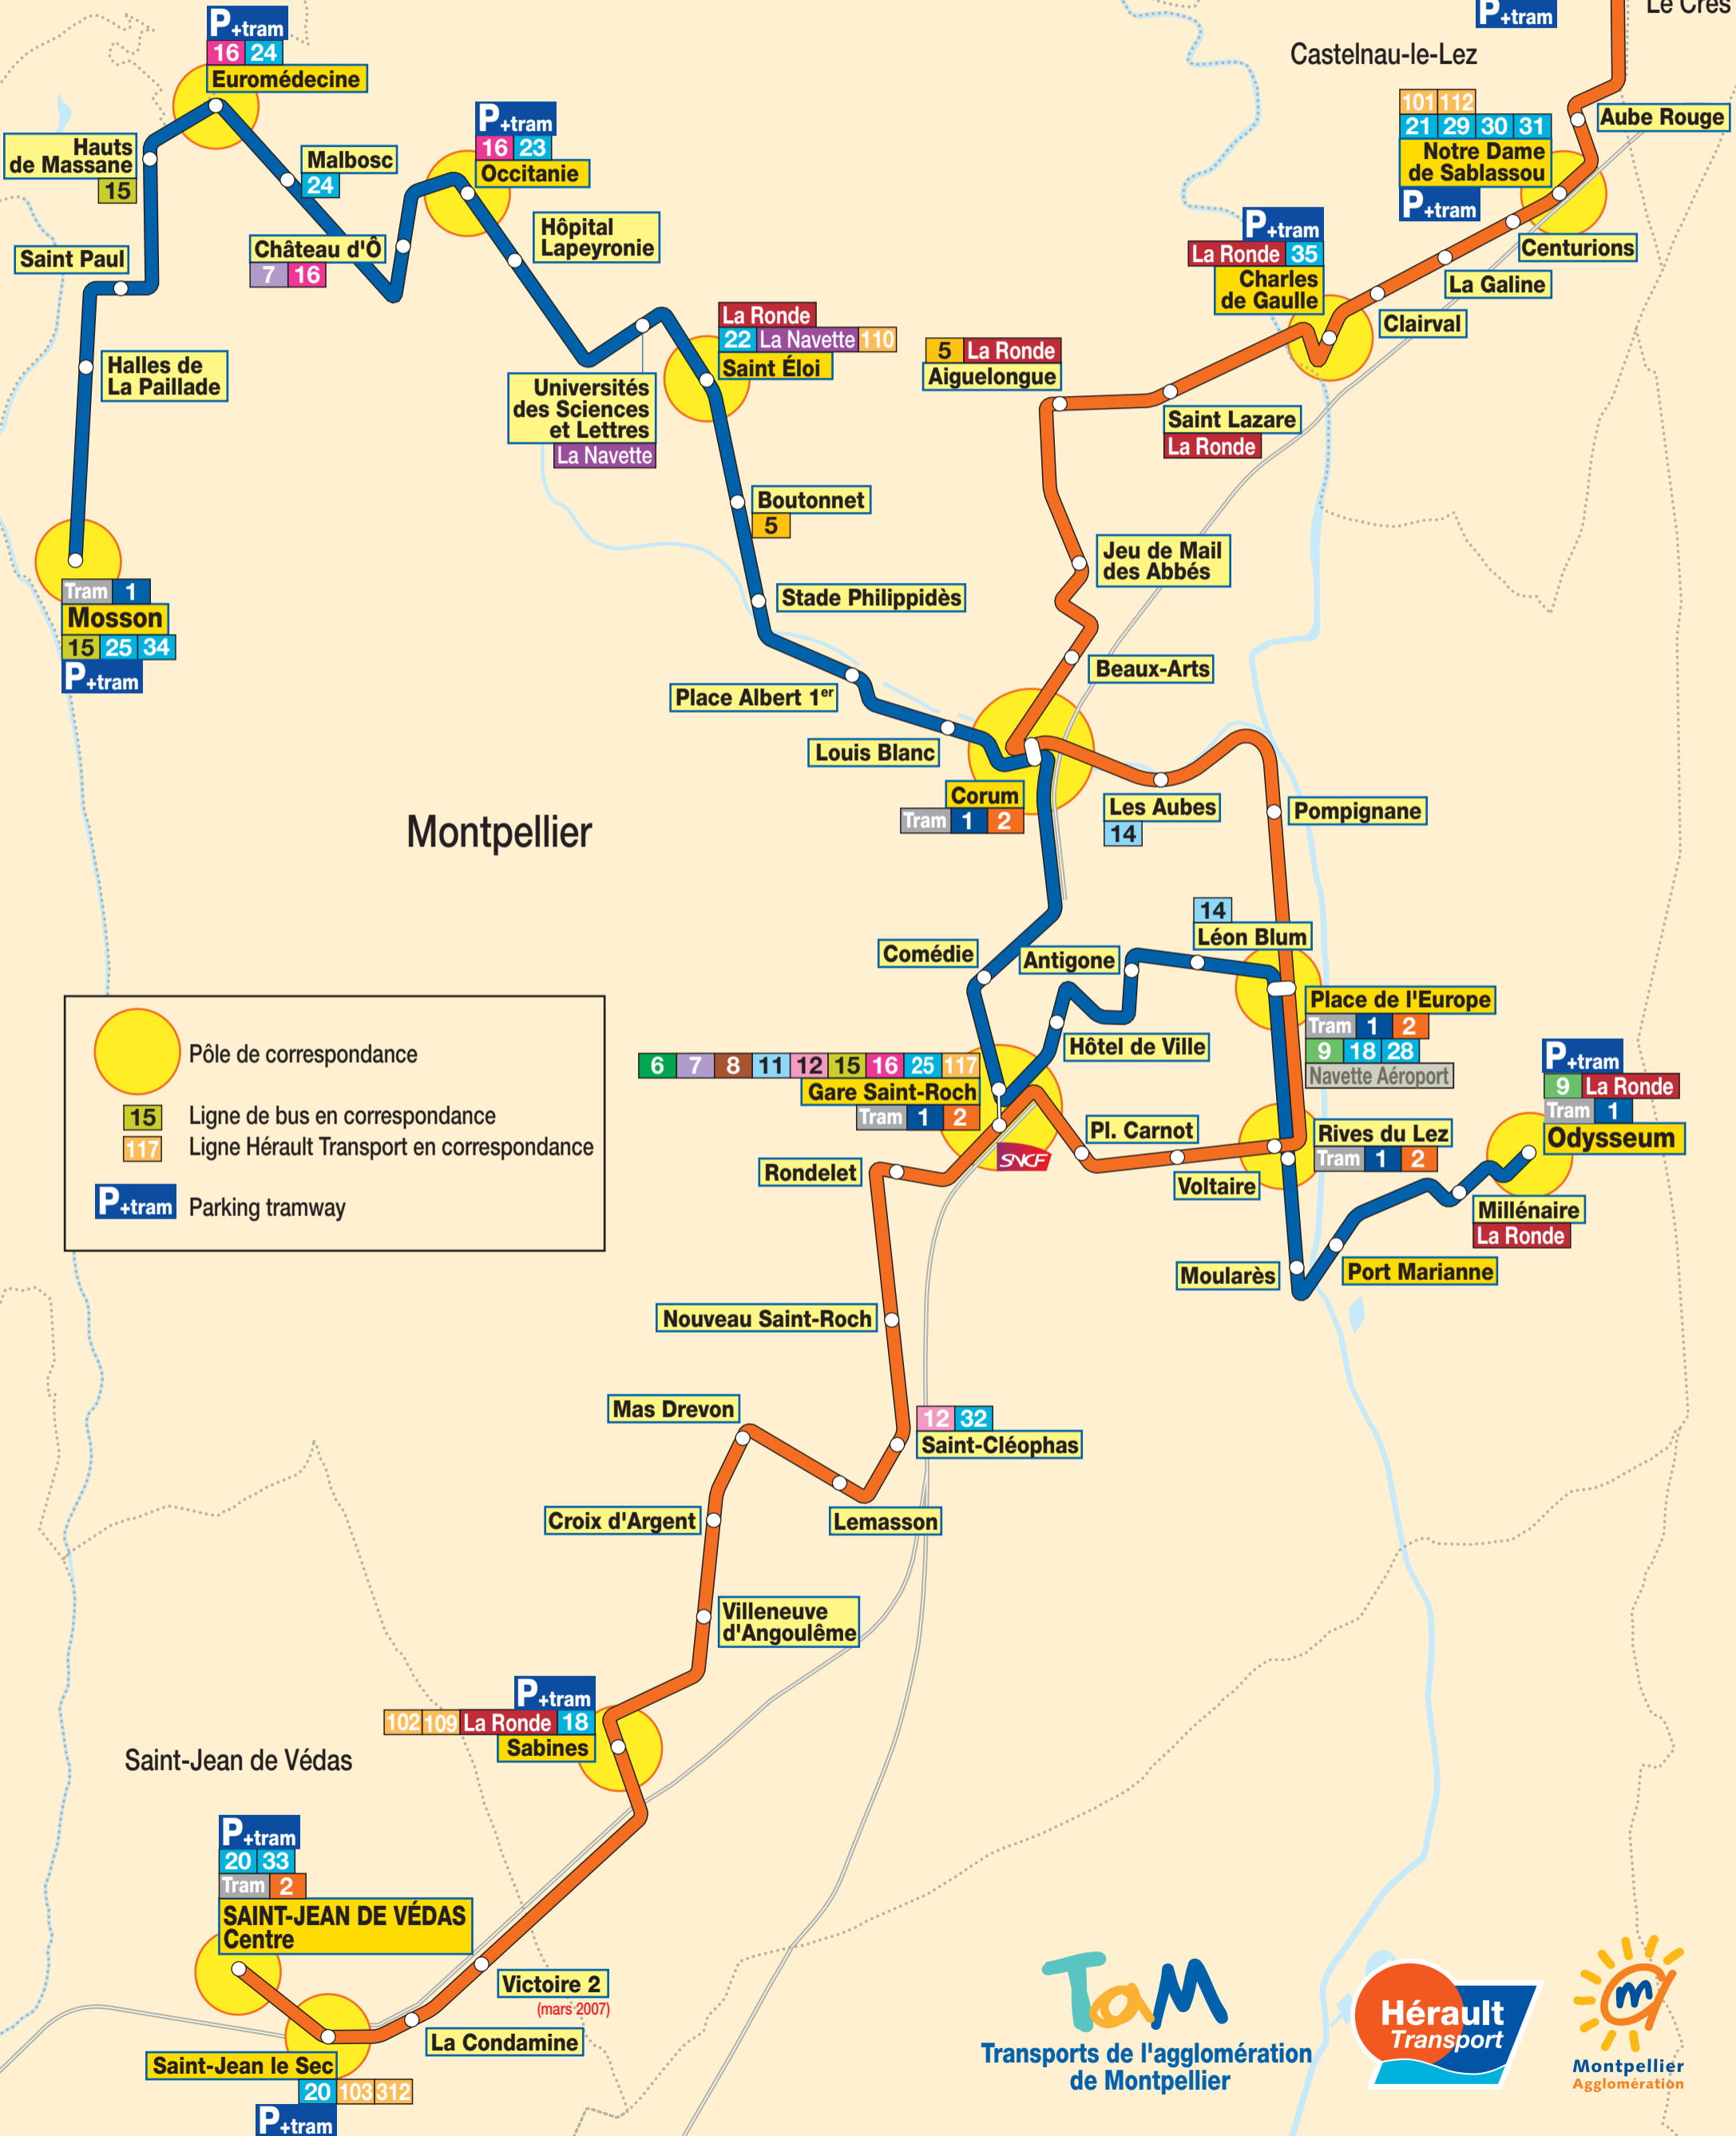 P+tram
16 24
Euromédecine
Hauts
de Massane
15
Malbosc
24
P+tram
16 23
Occitanie
Hôpital
Lapeyronie
Château d'Ô
7 16
Saint Paul
Halles de
La Paillade
Tram 1
Mosson
15 25 34
P+tram
Universités
des Sciences
et Lettres
La Navette
La Ronde
22 La Navette 110
Saint Éloi
Boutonnet
5
Stade Philippidès
Place Albert 1er
Louis Blanc
Corum
Tram 1 2
P+tram
Le Crès
Castelnau-le-Lez
Aube Rouge
101 112
21 29 30 31
Notre Dame
de Sablassou
P+tram
Centurions
La Galine
Clairval
P+tram
La Ronde 35
Charles
de Gaulle
Saint Lazare
La Ronde
5 La Ronde
Aiguelongue
Jeu de Mail
des Abbés
Beaux-Arts
Les Aubes
14
Pompignane
Montpellier
Comédie
Antigone
14
Léon Blum
Place de l'Europe
Tram 1 2
9 18 28
Navette Aéroport
Hôtel de Ville
6 7 8 11 12 15 16 25 117
Gare Saint-Roch
Tram 1 2
SNCF
Pl. Carnot
Voltaire
Rives du Lez
Tram 1 2
P+tram
9 La Ronde
Tram 1
Odysseum
Millénaire
La Ronde
Port Marianne
Moularès
Pôle de correspondance
15 Ligne de bus en correspondance
117 Ligne Hérault Transport en correspondance
P+tram Parking tramway
Rondelet
Nouveau Saint-Roch
12 32
Saint-Cléophas
Lemasson
Mas Drevon
Croix d'Argent
Villeneuve
d'Angoulême
P+tram
102 109 La Ronde 18
Sabines
Saint-Jean de Védas
P+tram
20 33
Tram 2
SAINT-JEAN DE VÉDAS
Centre
Victoire 2
(mars 2007)
La Condamine
Saint-Jean le Sec
20 103 312
P+tram
TaM
Transports de l'agglomération
de Montpellier
Hérault
Transport
m
Montpellier
Agglomération